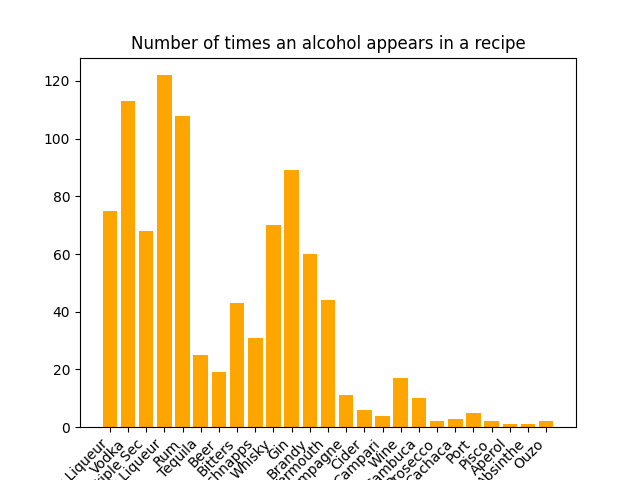 Number of times an alcohol appears in a recipe
120
100
80
60
40
20
0
Liqueur
Vodka
Sec
Liqueur
Rum
Tequila
Beer
Bitters
Whisky
Gin
Brandy
Cider
Campari
Wine
Port
Pisco
Aperol
Absinthe
Ouzo